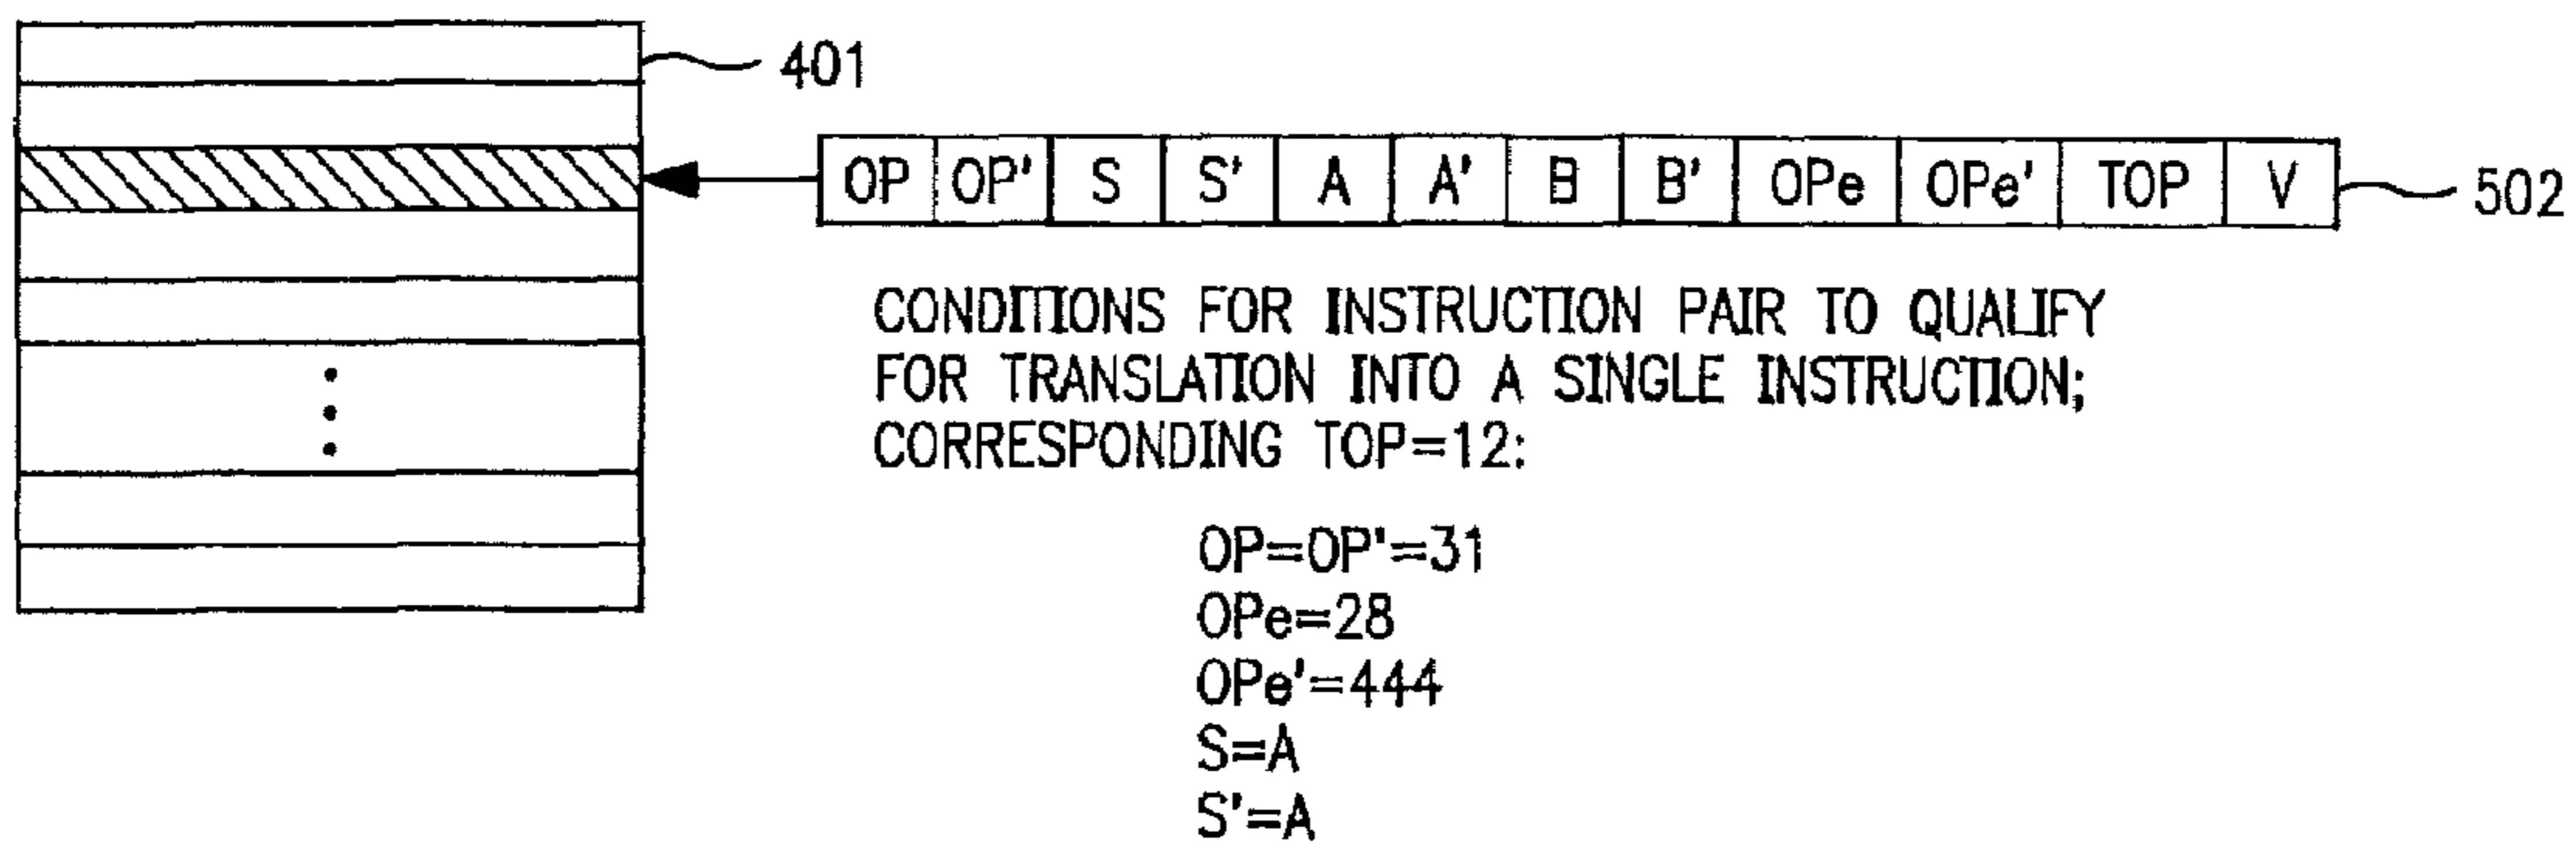 401
OP OP' S S' A A' B B' OPe OPe' TOP V 502
CONDITIONS FOR INSTRUCTION PAIR TO QUALIFY
FOR TRANSLATION INTO A SINGLE INSTRUCTION;
CORRESPONDING TOP=12:
OP=OP'=31
OPe=28
OPe'=444
S=A
S'=A